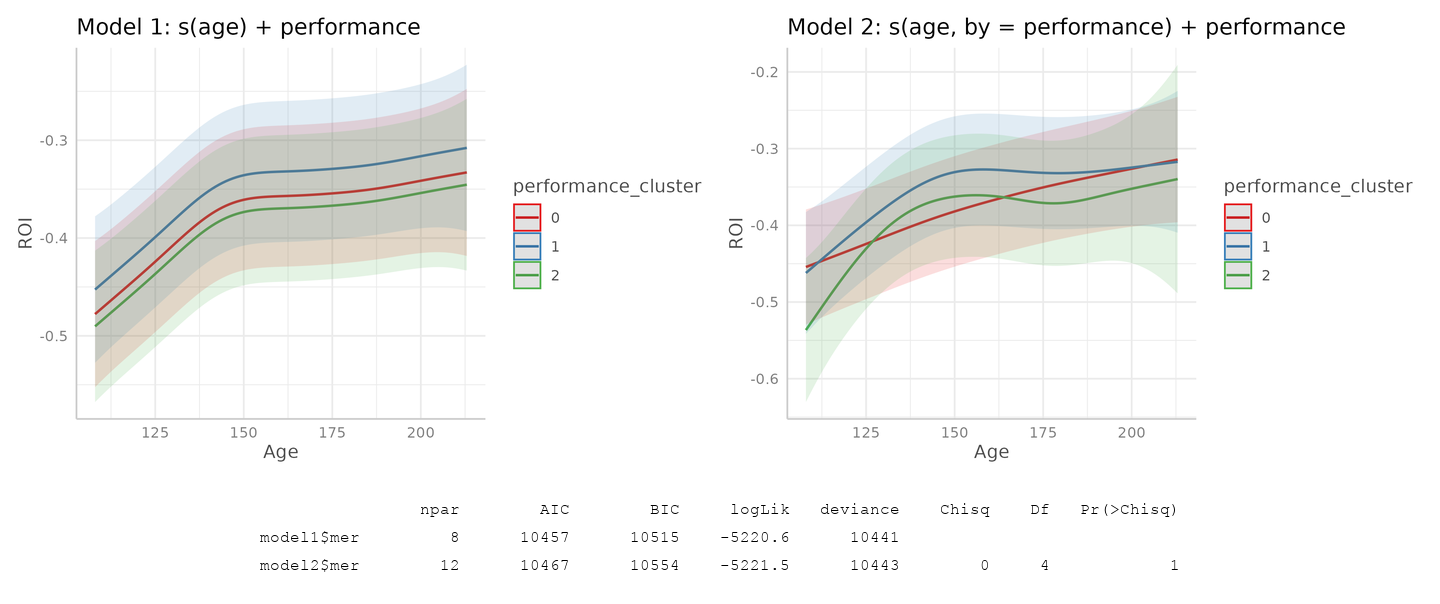 Model 1: s(age) + performance
-0.3
-0.4
-0.5
ROI
125 150 175 200
Age
performance_cluster
0
1
2
Model 2: s(age, by = performance) + performance
-0.2
-0.3
-0.4
-0.5
-0.6
ROI
125 150 175 200
Age
performance_cluster
0
1
2
npar AIC BIC logLik deviance Chisq Df Pr(>Chisq)
model1$mer 8 10457 10515 -5220.6 10441
model2$mer 12 10467 10554 -5221.5 10443 0 4 1